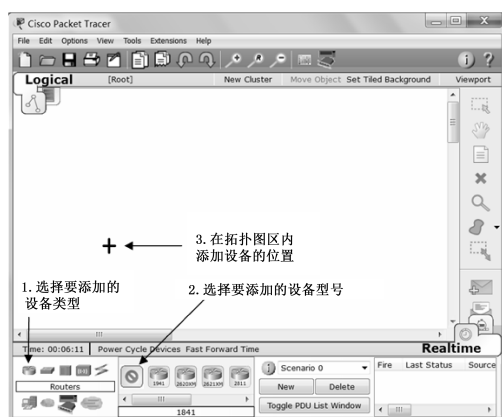 Cisco Packet Tracer
File Edit Options View Tools Extensions Help
Logical [Root] New Cluster Move Object Set Tiled Background Viewport
3.在拓扑图区内
添加设备的位置
1.选择要添加的
设备类型
2.选择要添加的设备型号
Time: 00:06:11 Power Cycle Devices Fast Forward Time Realtime
1941 2620XM 2621XM 2811
Routers
1841
Scenario 0
New Delete
Toggle PDU List Window
Fire Last Status Source